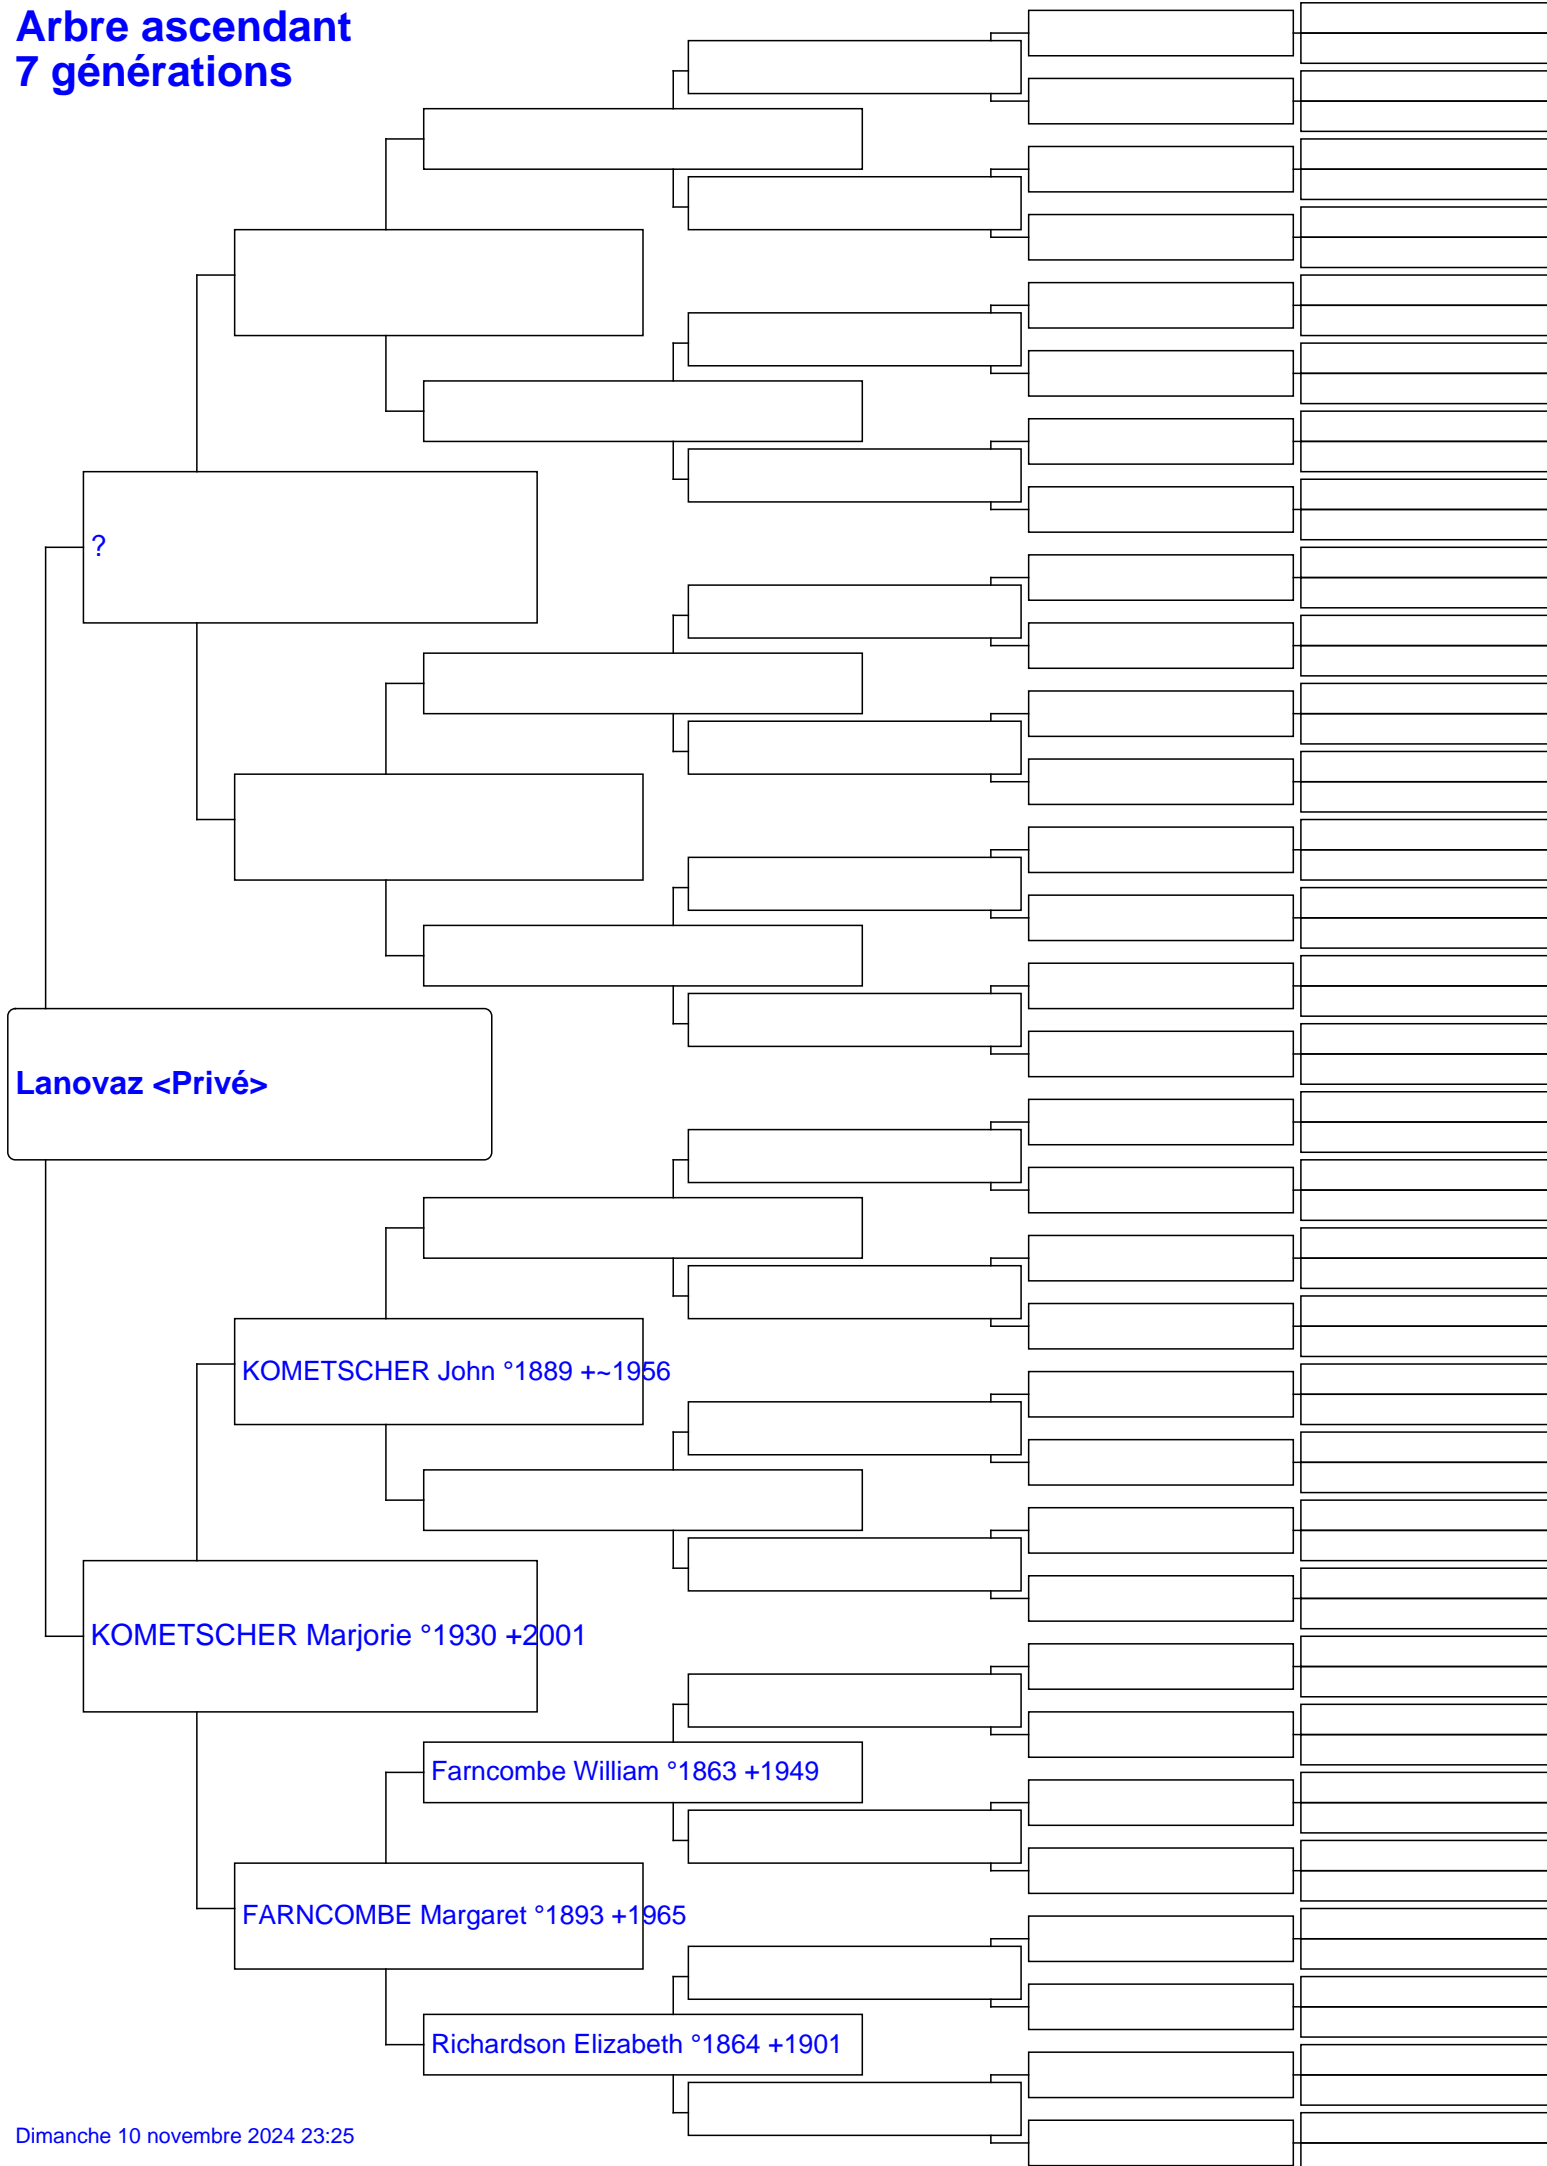 Arbre ascendant
7 générations
?
Lanovaz <Privé>
KOMETSCHER John °1889 +~1956
KOMETSCHER Marjorie °1930 +2001
Farncombe William °1863 +1949
FARNCOMBE Margaret °1893 +1965
Richardson Elizabeth °1864 +1901
Dimanche 10 novembre 2024 23:25